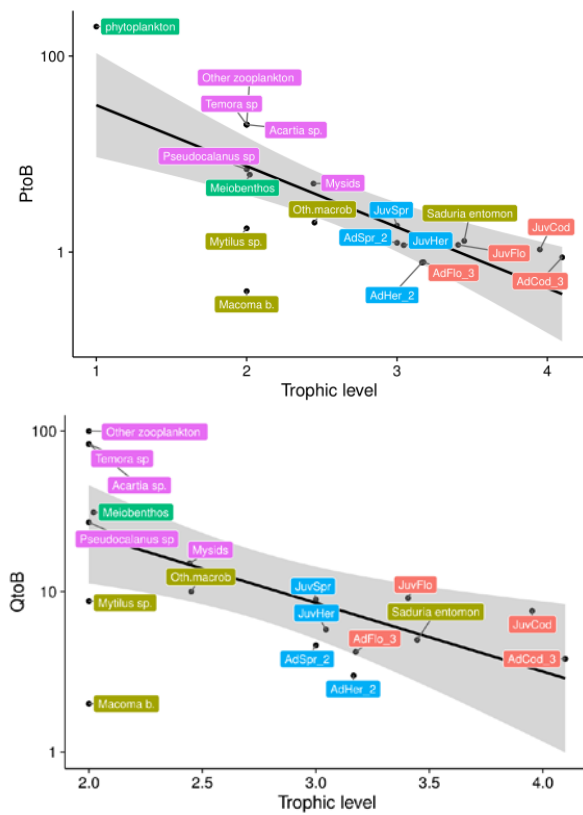 phytoplankton
100
Other zooplankton
Temora sp
Acartia sp.
Pseudocalanus sp
Mysids
Meiobenthos
PtoB
JuvSpr
Saduria entomon
Oth.macrob
JuvCod
AdSpr_2
JuvHer
Mytilus sp.
JuvFlo
1
AdFlo_3
AdCod_3
AdHer_2
Macoma b.
1
2
3
4
Trophic level
100
Other zooplankton
Temora sp
Acartia sp.
Meiobenthos
Pseudocalanus sp
Mysids
QtoB
Oth.macrob
JuvSpr
JuvFlo
10
Mytilus sp.
JuvHer
Saduria entomon
JuvCod
AdFlo_3
AdSpr_2
AdCod_3
AdHer_2
Macoma b.
1
2.0
2.5
3.0
3.5
4.0
Trophic level